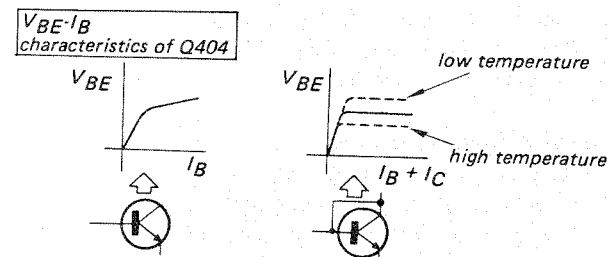 VBE-IB
characteristics of Q404
VBE
IB
VBE
low temperature
high temperature
IB + IC